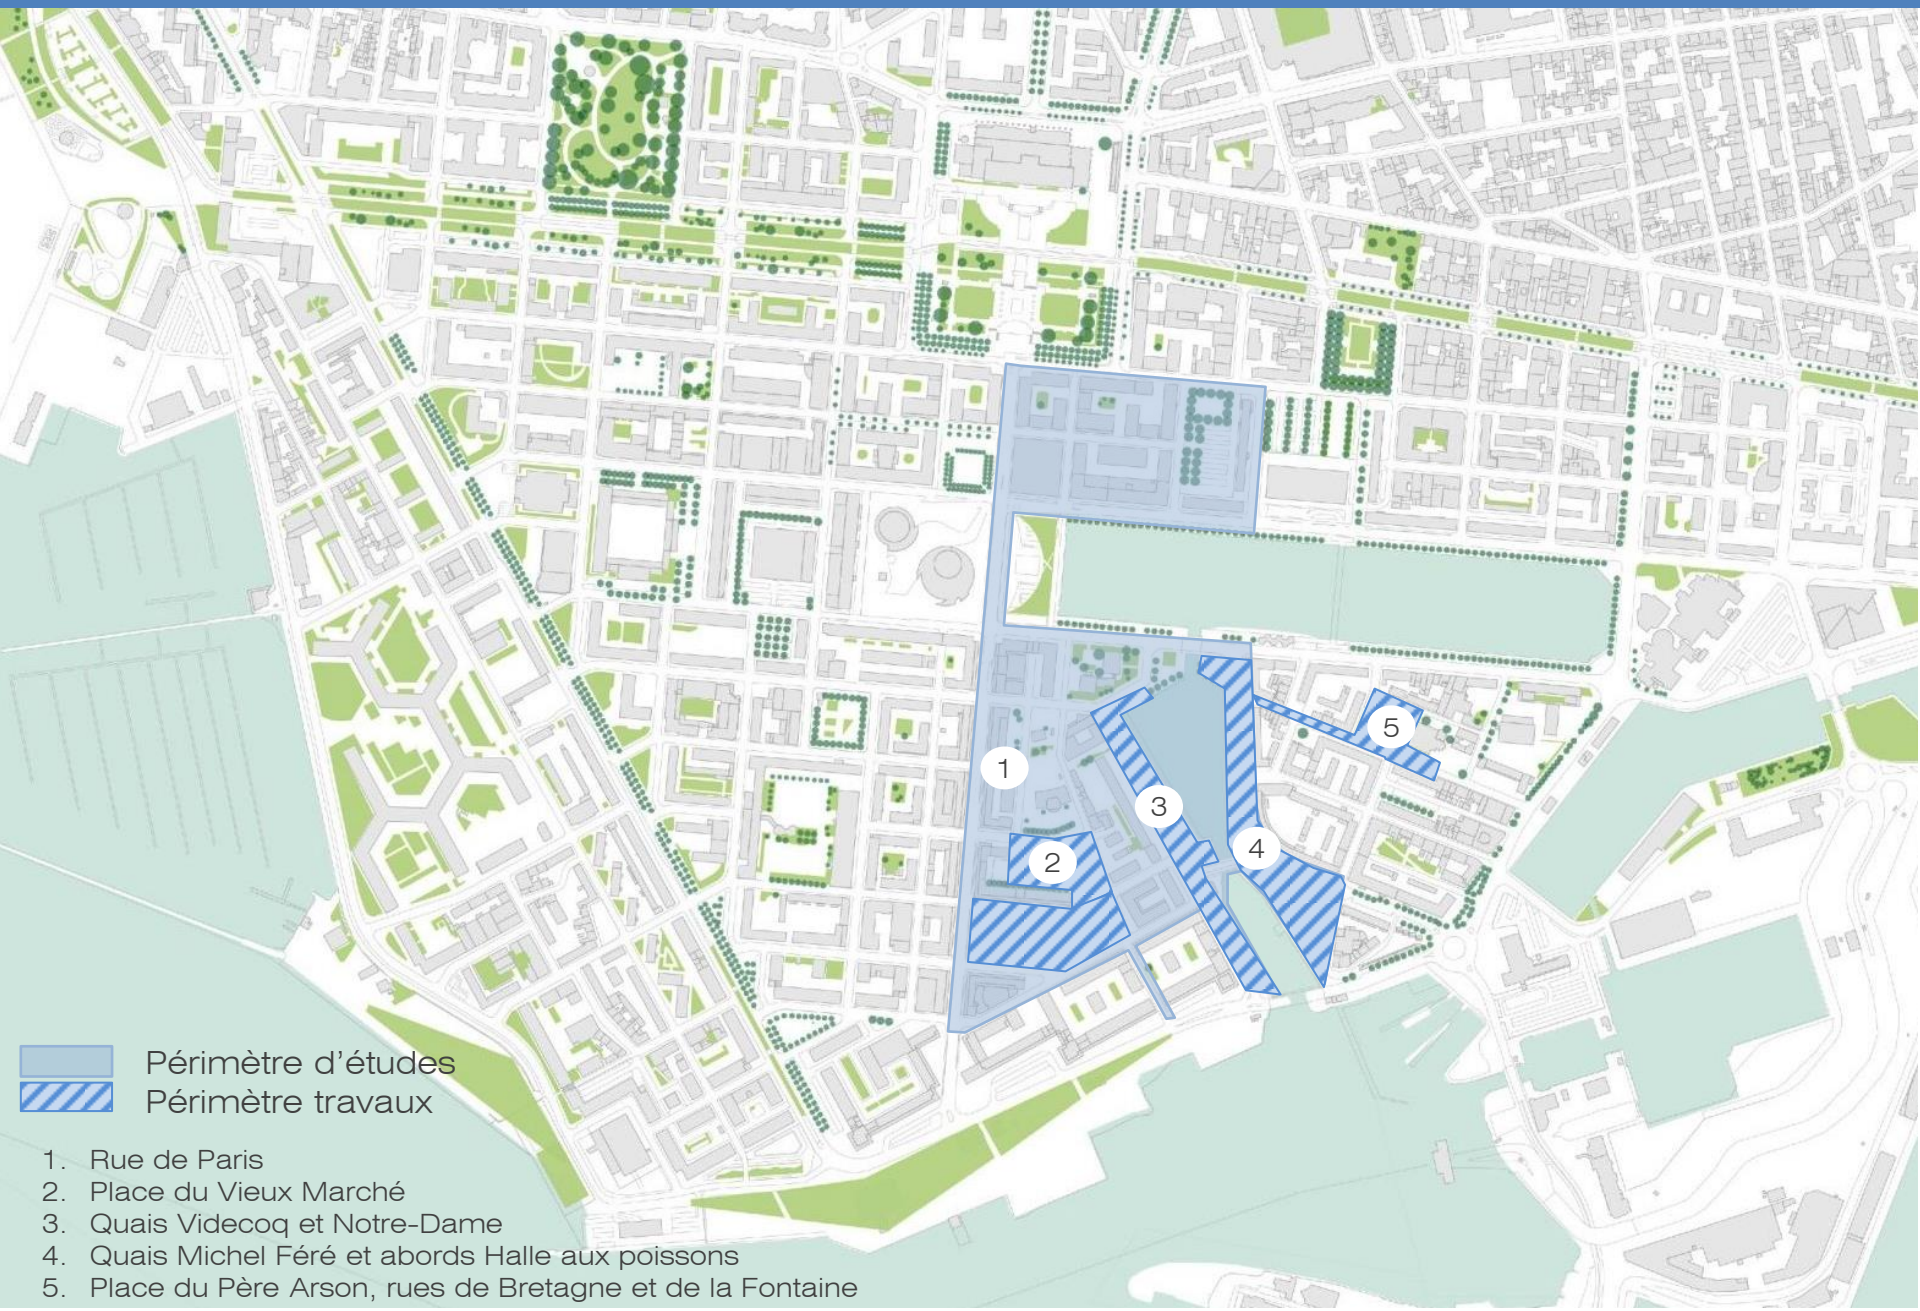 1
2
3
4
5
Périmètre d'études
Périmètre travaux
1. Rue de Paris
2. Place du Vieux Marché
3. Quais Videcoq et Notre-Dame
4. Quais Michel Féré et abords Halle aux poissons
5. Place du Père Arson, rues de Bretagne et de la Fontaine